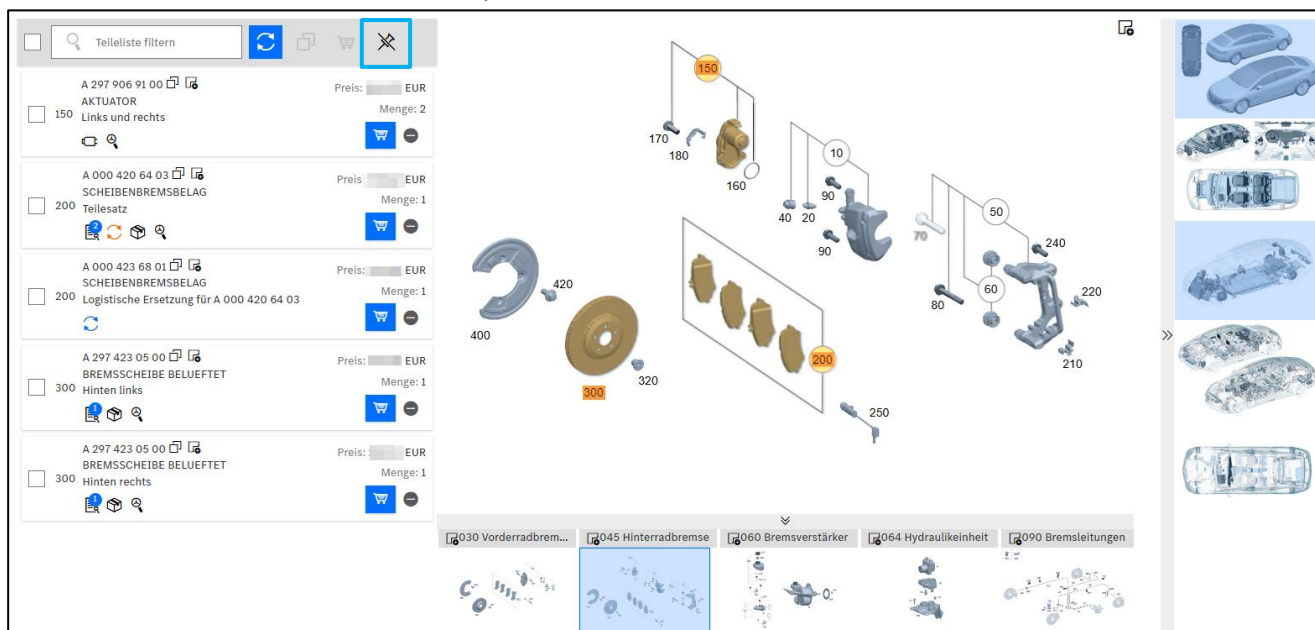 Teileliste filtern
A 297 906 91 00
Preis: EUR
AKTUATOR
Menge: 2
150 Links und rechts
A 000 420 64 03
Preis EUR
SCHEIBENBREMSBELAG
Menge: 1
200 Teilesatz
2
A 000 423 68 01
Preis: EUR
SCHEIBENBREMSBELAG
Menge: 1
200 Logistische Ersetzung für A 000 420 64 03
A 297 423 05 00
Preis: EUR
BREMSSCHEIBE BELUEFTET
Menge: 1
300 Hinten links
1
A 297 423 05 00
Preis: EUR
BREMSSCHEIBE BELUEFTET
Menge: 1
300 Hinten rechts
1
150
170
180
160
10
90
40 20
90
50
70
240
60
80
220
210
420
400
300
320
200
250
030 Vorderradbrem...
045 Hinterradbremse
060 Bremsverstärker
064 Hydraulikeinheit
090 Bremsleitungen